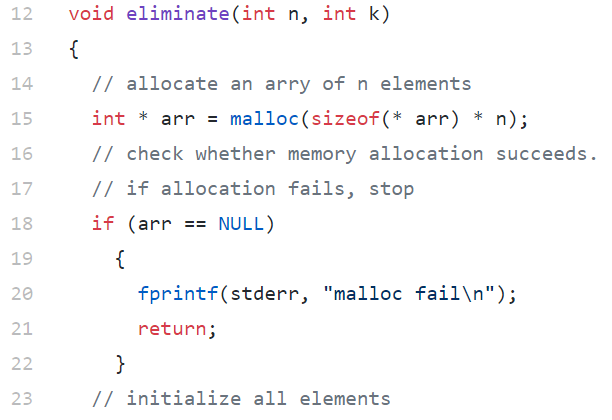 12 void eliminate(int n, int k)
13 {
14 // allocate an arry of n elements
15 int * arr = malloc(sizeof(* arr) * n);
16 // check whether memory allocation succeeds.
17 // if allocation fails, stop
18 if (arr == NULL)
19 {
20 fprintf(stderr, "malloc fail\n");
21 return;
22 }
23 // initialize all elements